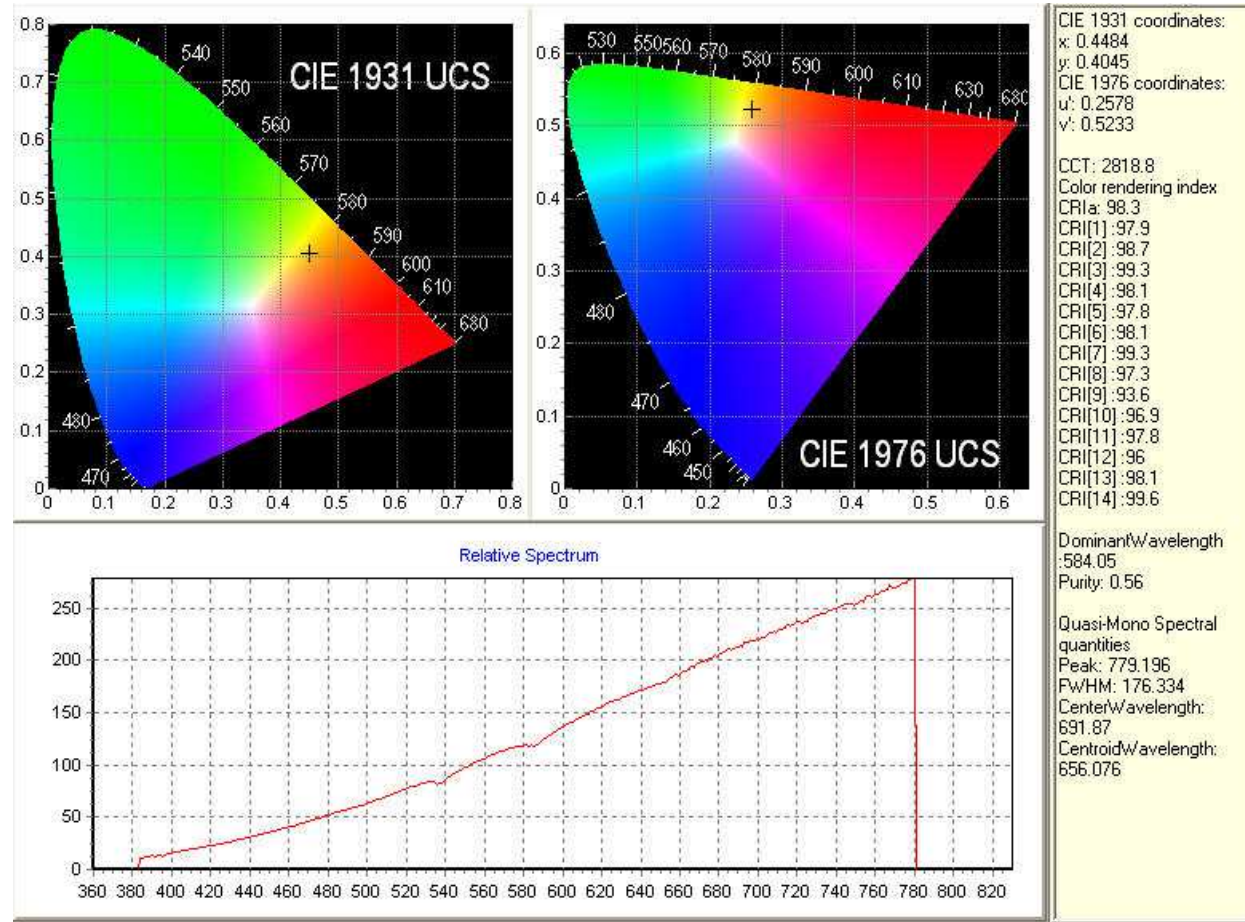 0.8
0.7
0.6
0.5
0.4
0.3
0.2
0.1
0
0
0.1
0.2
0.3
0.4
0.5
0.6
0.7
0.8
CIE 1931 UCS
540
550
560
570
580
590
600
610
680
480
470
0.6
0.5
0.4
0.3
0.2
0.1
0
0
0.1
0.2
0.3
0.4
0.5
0.6
530
550
560
570
580
590
600
610
630
680
480
470
460
450
CIE 1976 UCS
Relative Spectrum
250
200
150
100
50
0
360 380 400 420 440 460 480 500 520 540 560 580 600 620 640 660 680 700 720 740 760 780 800 820
CIE 1931 coordinates:
x: 0.4484
y: 0.4045
CIE 1976 coordinates:
u': 0.2578
v': 0.5233
CCT: 2818.8
Color rendering index
CRIa: 98.3
CRI[1] :97.9
CRI[2] :98.7
CRI[3] :99.3
CRI[4] :98.1
CRI[5] :97.8
CRI[6] :98.1
CRI[7] :99.3
CRI[8] :97.3
CRI[9] :93.6
CRI[10] :96.9
CRI[11] :97.8
CRI[12] :96
CRI[13] :98.1
CRI[14] :99.6
DominantWavelength
:584.05
Purity: 0.56
Quasi-Mono Spectral
quantities
Peak: 779.196
FWHM: 176.334
CenterWavelength:
691.87
CentroidWavelength:
656.076